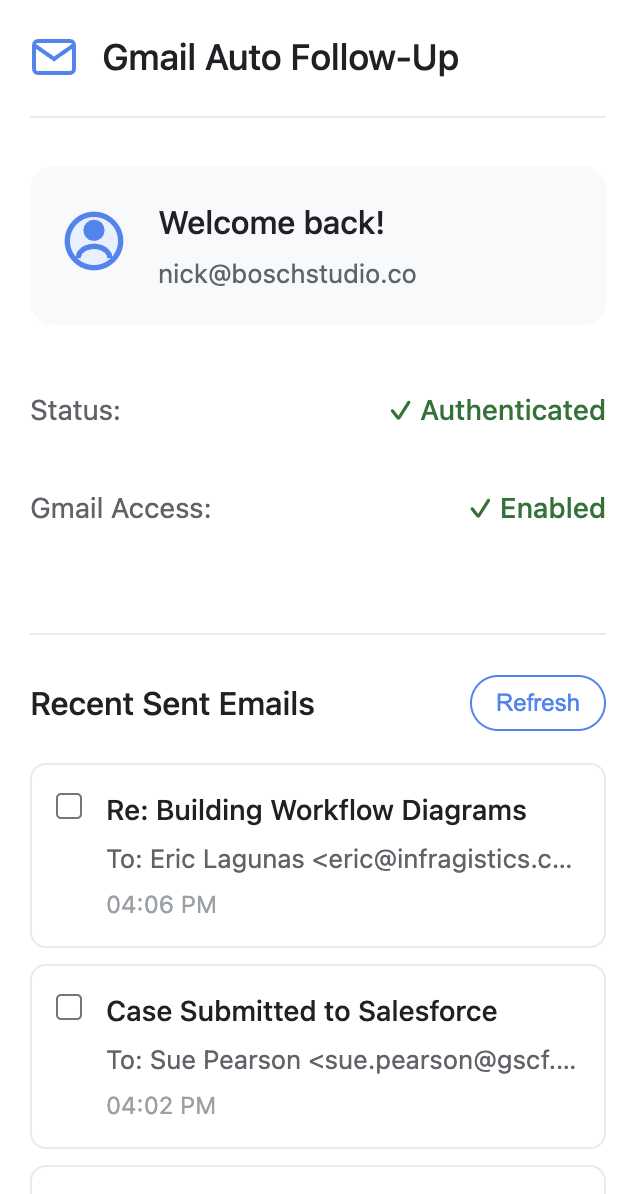 Gmail Auto Follow-Up
Welcome back!
nick@boschstudio.co
Status: ✓ Authenticated
Gmail Access: ✓ Enabled
Recent Sent Emails Refresh
Re: Building Workflow Diagrams
To: Eric Lagunas <eric@infragistics.c...
04:06 PM
Case Submitted to Salesforce
To: Sue Pearson <sue.pearson@gscf....
04:02 PM